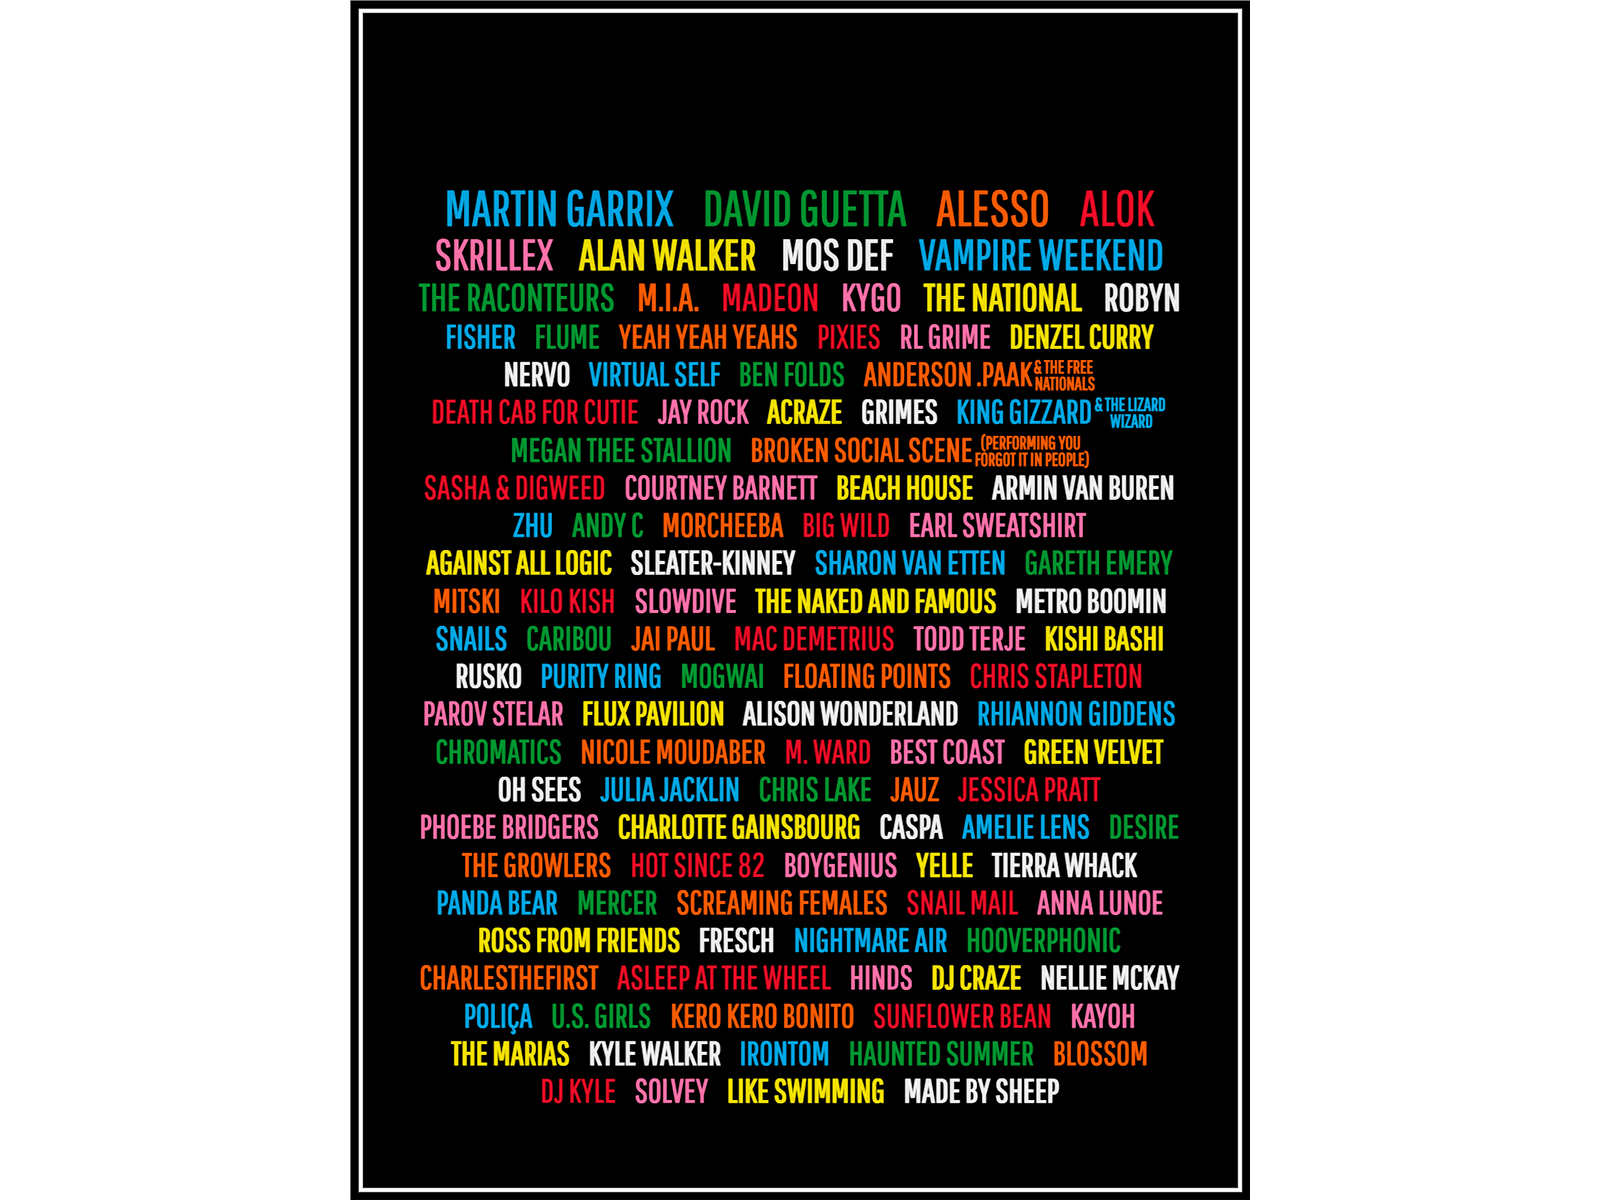 MARTIN GARRIX DAVID GUETTA ALESSO ALOK
SKRILLEX ALAN WALKER MOS DEF VAMPIRE WEEKEND
THE RACONTEURS M.I.A. MADEON KYGO THE NATIONAL ROBYN
FISHER FLUME YEAH YEAH YEAHS PIXIES RL GRIME DENZEL CURRY
NERVO VIRTUAL SELF BEN FOLDS ANDERSON .PAAK & THE FREE NATIONALS
DEATH CAB FOR CUTIE JAY ROCK ACRAZE GRIMES KING GIZZARD & THE LIZARD WIZARD
MEGAN THEE STALLION BROKEN SOCIAL SCENE (PERFORMING YOU FORGOT IT IN PEOPLE)
SASHA & DIGWEED COURTNEY BARNETT BEACH HOUSE ARMIN VAN BUREN
ZHU ANDY C MORCHEEBA BIG WILD EARL SWEATSHIRT
AGAINST ALL LOGIC SLEATER-KINNEY SHARON VAN ETTEN GARETH EMERY
MITSKI KILO KISH SLOWDIVE THE NAKED AND FAMOUS METRO BOOMIN
SNAILS CARIBOU JAI PAUL MAC DEMETRIUS TODD TERJE KISHI BASHI
RUSKO PURITY RING MOGWAI FLOATING POINTS CHRIS STAPLETON
PAROV STELAR FLUX PAVILION ALISON WONDERLAND RHIANNON GIDDENS
CHROMATICS NICOLE MOUDABER M. WARD BEST COAST GREEN VELVET
OH SEES JULIA JACKLIN CHRIS LAKE JAUZ JESSICA PRATT
PHOEBE BRIDGERS CHARLOTTE GAINSBOURG CASPA AMELIE LENS DESIRE
THE GROWLERS HOT SINCE 82 BOYGENIUS YELLE TIERRA WHACK
PANDA BEAR MERCER SCREAMING FEMALES SNAIL MAIL ANNA LUNOE
ROSS FROM FRIENDS FRESCH NIGHTMARE AIR HOOVERPHONIC
CHARLESTHEFIRST ASLEEP AT THE WHEEL HINDS DJ CRAZE NELLIE MCKAY
POLIÇA U.S. GIRLS KERO KERO BONITO SUNFLOWER BEAN KAYOH
THE MARIAS KYLE WALKER IRONTOM HAUNTED SUMMER BLOSSOM
DJ KYLE SOLVEY LIKE SWIMMING MADE BY SHEEP